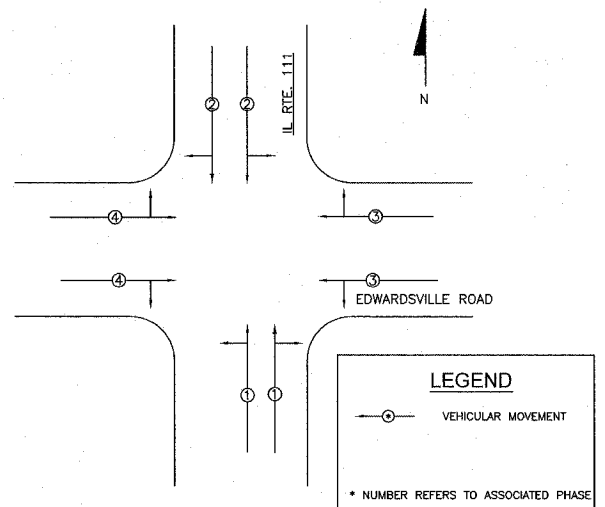 IL RTE. 111
N
② ②
④ ③
④ ③
EDWARDSVILLE ROAD
① ①
LEGEND
* VEHICULAR MOVEMENT
* NUMBER REFERS TO ASSOCIATED PHASE